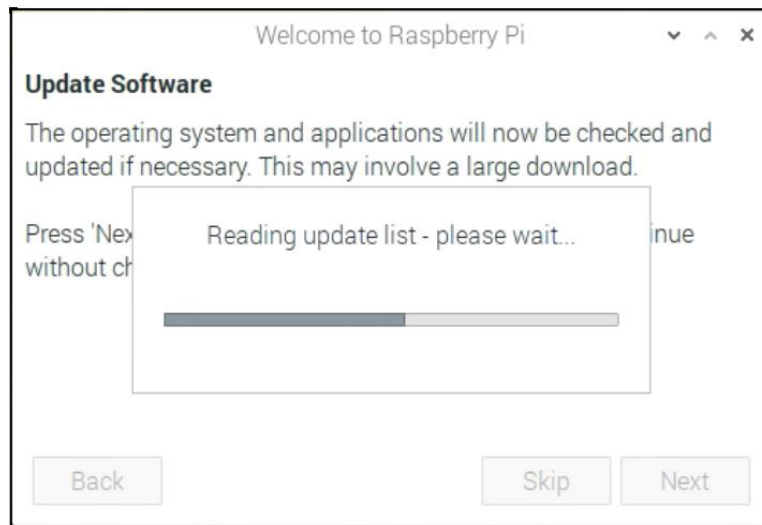 Welcome to Raspberry Pi
Update Software
The operating system and applications will now be checked and
updated if necessary. This may involve a large download.
Press 'Nex
inue
without ch
Reading update list - please wait...
Back
Skip
Next